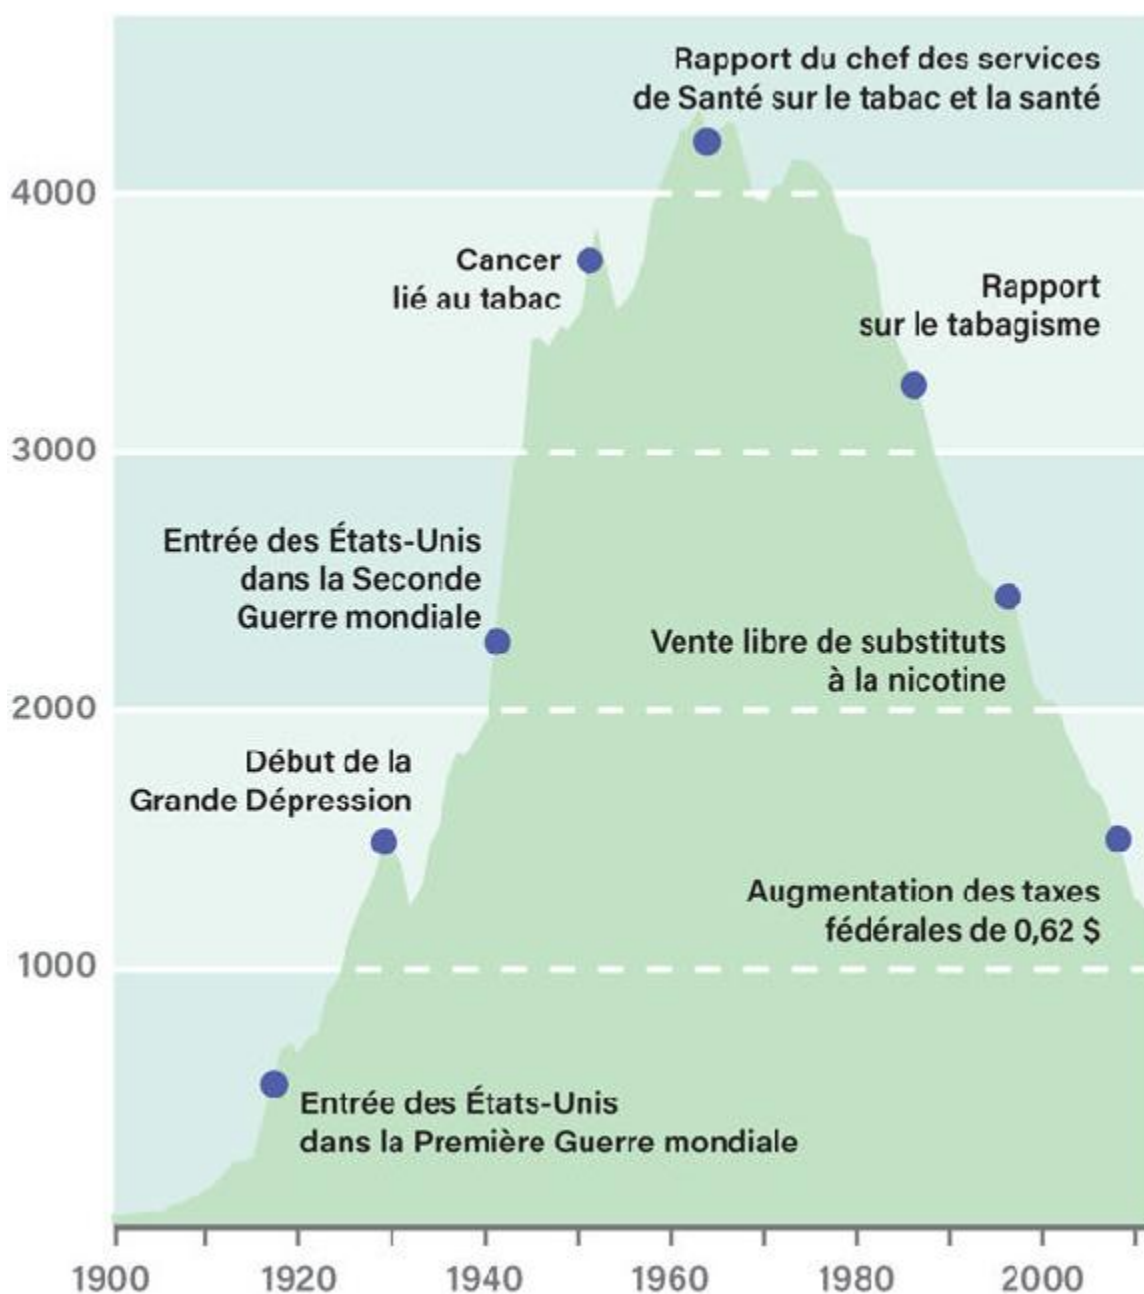 Rapport du chef des services
de Santé sur le tabac et la santé
4000
Cancer
lié au tabac
Rapport
sur le tabagisme
3000
Entrée des États-Unis
dans la Seconde
Guerre mondiale
Vente libre de substituts
à la nicotine
2000
Début de la
Grande Dépression
Augmentation des taxes
fédérales de 0,62 $
1000
Entrée des États-Unis
dans la Première Guerre mondiale
1900 1920 1940 1960 1980 2000